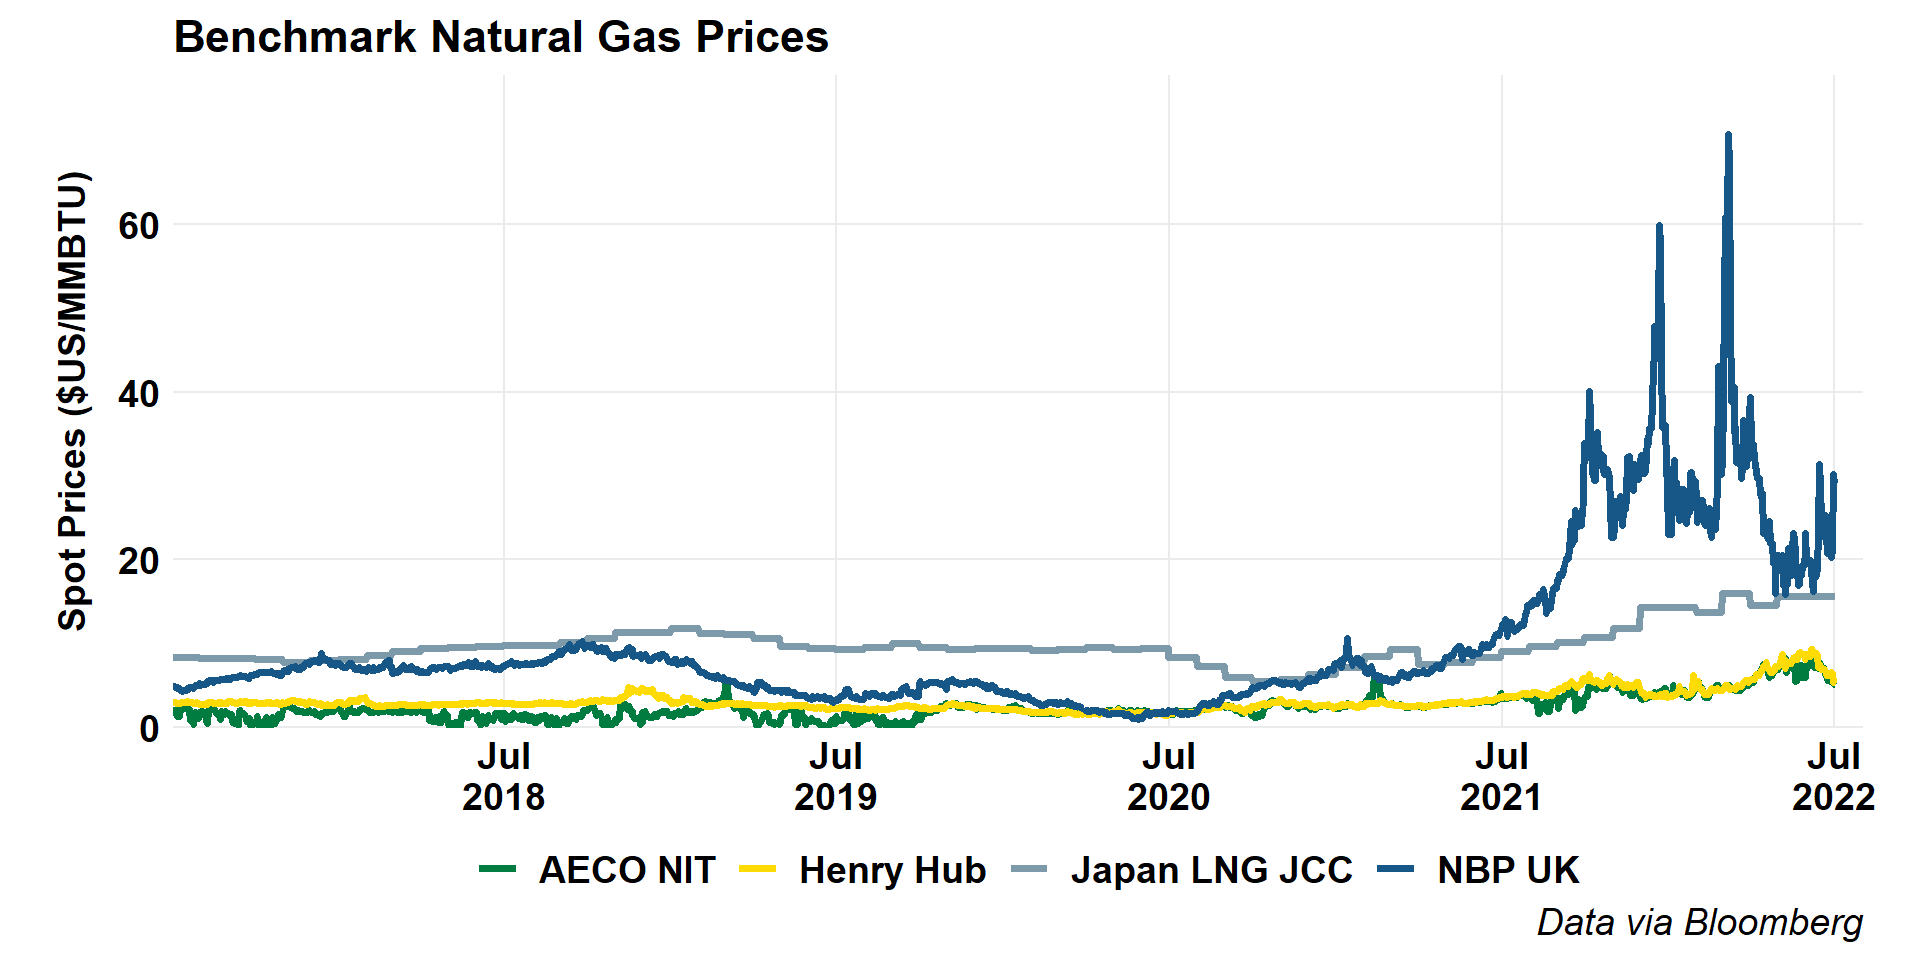 Benchmark Natural Gas Prices
Spot Prices ($US/MMBTU)
60
40
20
0
Jul Jul Jul Jul Jul
2018 2019 2020 2021 2022
AECO NIT Henry Hub Japan LNG JCC NBP UK
Data via Bloomberg